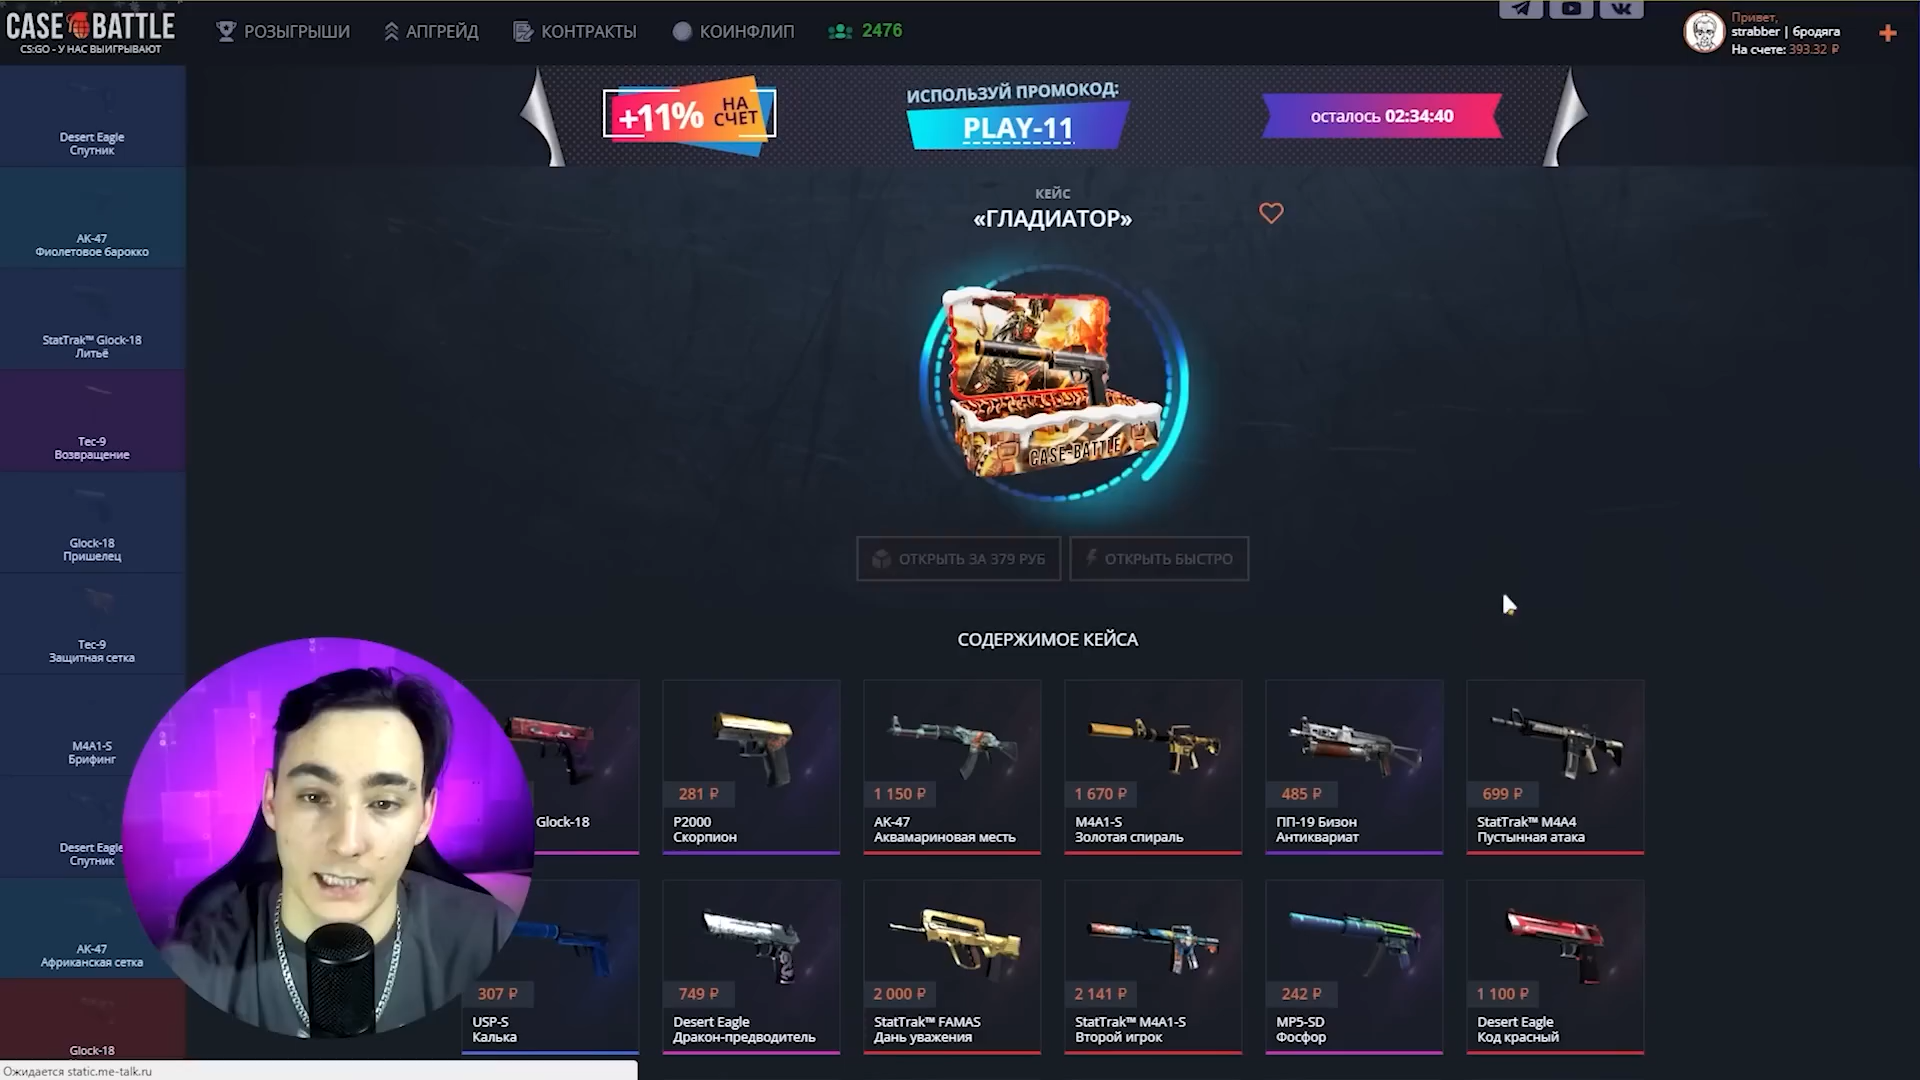 CASE BATTLE
CS:GO - У НАС ВЫИГРЫВАЮТ
РОЗЫГРЫШИ
АПГРЕЙД
КОНТРАКТЫ
КОИНФЛИП
2476
Привет,
strabber | бродяга
На счете: 393.32 ₽
+11% НА СЧЕТ
ИСПОЛЬЗУЙ ПРОМОКОД:
PLAY-11
осталось 02:34:40
Desert Eagle
Спутник
АК-47
Фиолетовое барокко
StatTrak™ Glock-18
Литьё
Tec-9
Возвращение
Glock-18
Пришелец
Tec-9
Защитная сетка
M4A1-S
Брифинг
Desert Eagle
Спутник
АК-47
Африканская сетка
Glock-18
КЕЙС
«ГЛАДИАТОР»
CASE BATTLE
ОТКРЫТЬ ЗА 379 РУБ
ОТКРЫТЬ БЫСТРО
СОДЕРЖИМОЕ КЕЙСА
Glock-18
281 ₽
P2000
Скорпион
1 150 ₽
АК-47
Аквамариновая месть
1 670 ₽
M4A1-S
Золотая спираль
485 ₽
ПП-19 Бизон
Антиквариат
699 ₽
StatTrak™ M4A4
Пустынная атака
307 ₽
USP-S
Калька
749 ₽
Desert Eagle
Дракон-предводитель
2 000 ₽
StatTrak™ FAMAS
Дань уважения
2 141 ₽
StatTrak™ M4A1-S
Второй игрок
242 ₽
MP5-SD
Фосфор
1 100 ₽
Desert Eagle
Код красный
Ожидается static.me-talk.ru